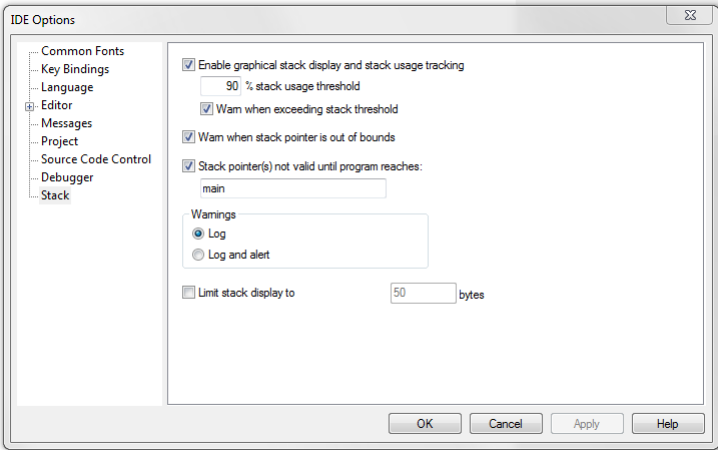 IDE Options
Common Fonts
Key Bindings
Language
Editor
Messages
Project
Source Code Control
Debugger
Stack
Enable graphical stack display and stack usage tracking
90 % stack usage threshold
Warn when exceeding stack threshold
Warn when stack pointer is out of bounds
Stack pointer(s) not valid until program reaches:
main
Warnings
Log
Log and alert
Limit stack display to 50 bytes
OK Cancel Apply Help